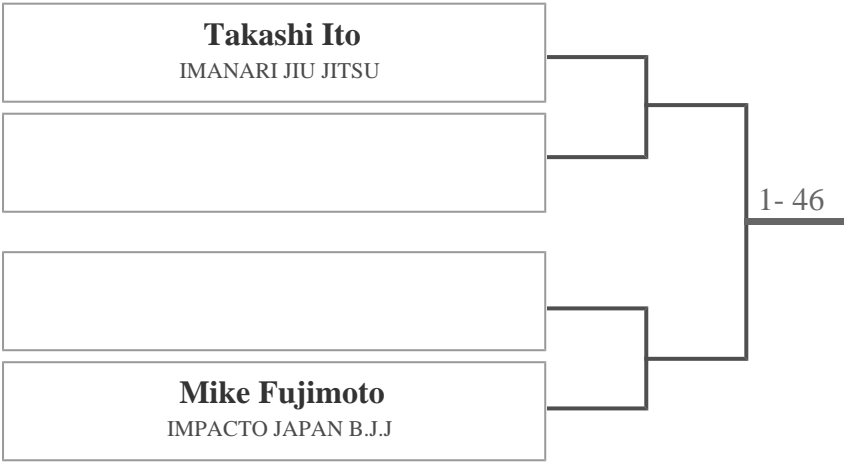 Takashi Ito
IMANARI JIU JITSU
1- 46
Mike Fujimoto
IMPACTO JAPAN B.J.J